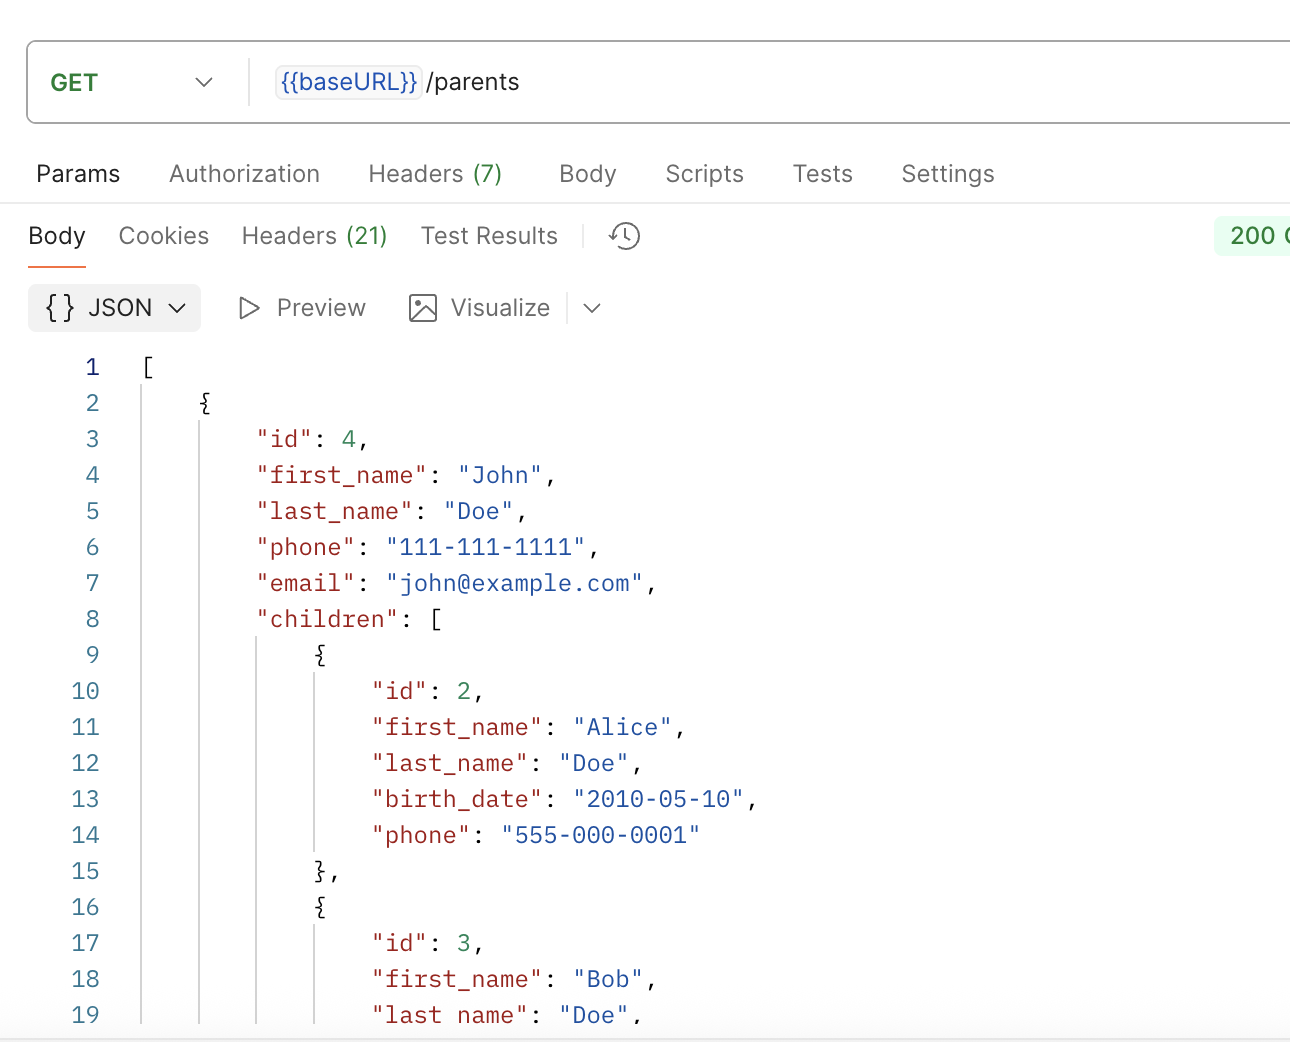 GET {{baseURL}} /parents
Params Authorization Headers (7) Body Scripts Tests Settings
Body Cookies Headers (21) Test Results 200
{} JSON Preview Visualize
1 [
2 {
3 "id": 4,
4 "first_name": "John",
5 "last_name": "Doe",
6 "phone": "111-111-1111",
7 "email": "john@example.com",
8 "children": [
9 {
10 "id": 2,
11 "first_name": "Alice",
12 "last_name": "Doe",
13 "birth_date": "2010-05-10",
14 "phone": "555-000-0001"
15 },
16 {
17 "id": 3,
18 "first_name": "Bob",
19 "last_name": "Doe",